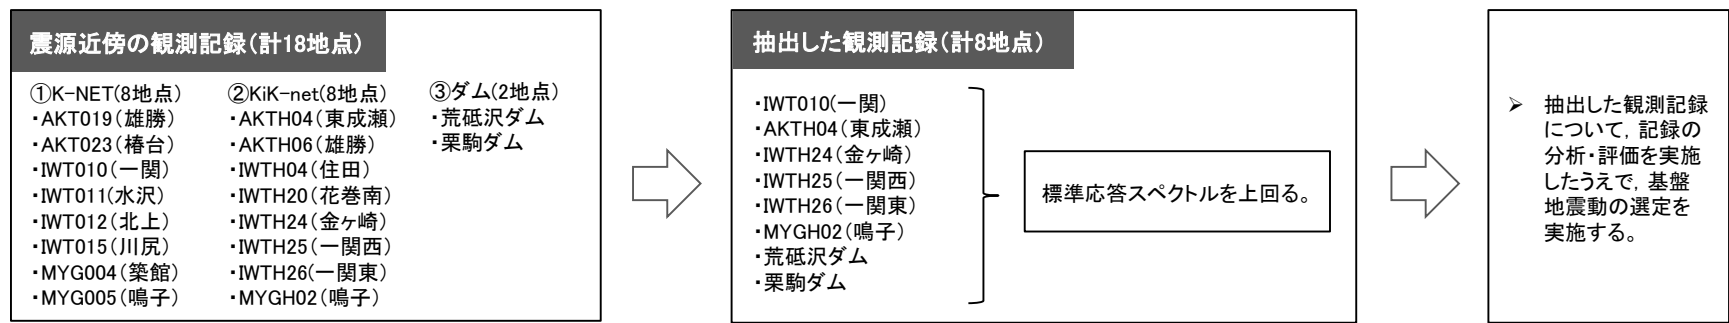 震源近傍の観測記録(計18地点)
①K-NET(8地点)
・AKT019(雄勝)
・AKT023(椿台)
・IWT010(一関)
・IWT011(水沢)
・IWT012(北上)
・IWT015(川尻)
・MYG004(築館)
・MYG005(鳴子)
②KiK-net(8地点)
・AKTH04(東成瀬)
・AKTH06(雄勝)
・IWTH04(住田)
・IWTH20(花巻南)
・IWTH24(金ヶ崎)
・IWTH25(一関西)
・IWTH26(一関東)
・MYGH02(鳴子)
③ダム(2地点)
・荒砥沢ダム
・栗駒ダム
抽出した観測記録(計8地点)
・IWT010(一関)
・AKTH04(東成瀬)
・IWTH24(金ヶ崎)
・IWTH25(一関西)
・IWTH26(一関東)
・MYGH02(鳴子)
・荒砥沢ダム
・栗駒ダム
標準応答スペクトルを上回る。
➢ 抽出した観測記録
について,記録の
分析・評価を実施
したうえで,基盤
地震動の選定を
実施する。